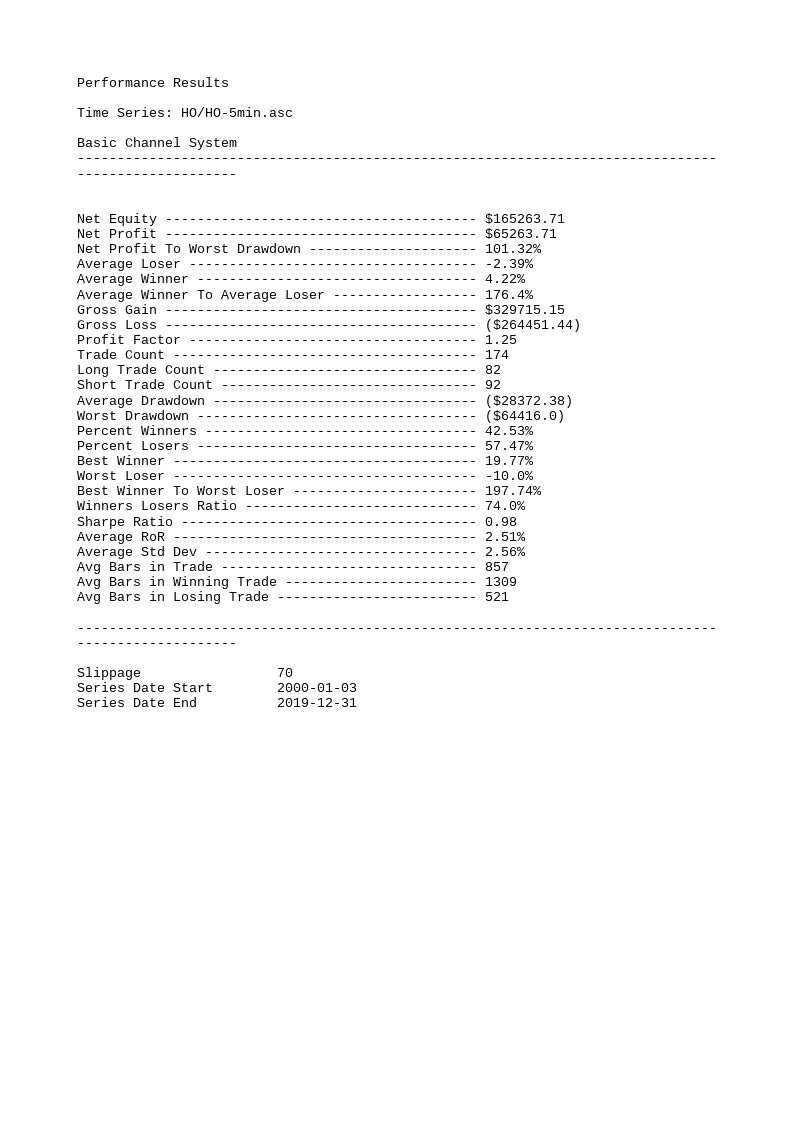 Performance Results
Time Series: HO/HO-5min.asc
Basic Channel System
--------------------------------------------------------------------------------
--------------------
Net Equity --------------------------------------- $165263.71
Net Profit --------------------------------------- $65263.71
Net Profit To Worst Drawdown --------------------- 101.32%
Average Loser ------------------------------------ -2.39%
Average Winner ----------------------------------- 4.22%
Average Winner To Average Loser ------------------ 176.4%
Gross Gain --------------------------------------- $329715.15
Gross Loss --------------------------------------- ($264451.44)
Profit Factor ------------------------------------ 1.25
Trade Count -------------------------------------- 174
Long Trade Count --------------------------------- 82
Short Trade Count -------------------------------- 92
Average Drawdown --------------------------------- ($28372.38)
Worst Drawdown ----------------------------------- ($64416.0)
Percent Winners ---------------------------------- 42.53%
Percent Losers ----------------------------------- 57.47%
Best Winner -------------------------------------- 19.77%
Worst Loser -------------------------------------- -10.0%
Best Winner To Worst Loser ----------------------- 197.74%
Winners Losers Ratio ----------------------------- 74.0%
Sharpe Ratio ------------------------------------- 0.98
Average RoR -------------------------------------- 2.51%
Average Std Dev ---------------------------------- 2.56%
Avg Bars in Trade -------------------------------- 857
Avg Bars in Winning Trade ------------------------ 1309
Avg Bars in Losing Trade ------------------------- 521
--------------------------------------------------------------------------------
--------------------
Slippage                 70
Series Date Start        2000-01-03
Series Date End          2019-12-31